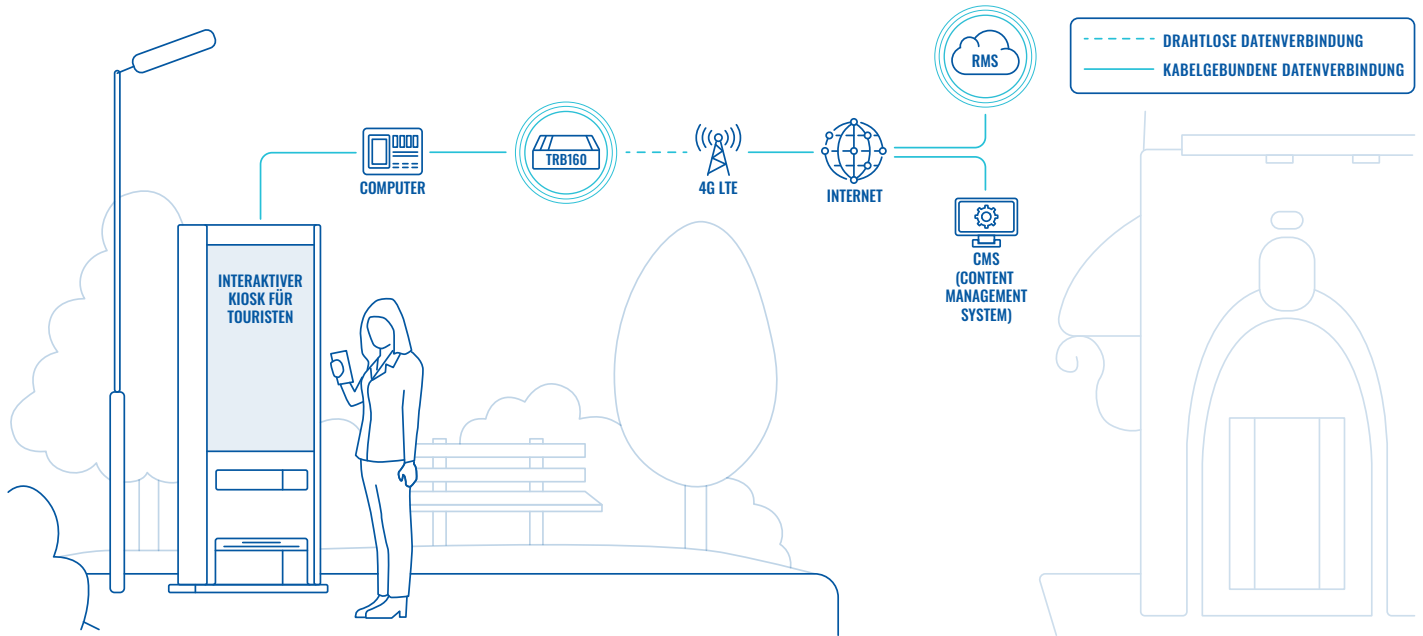 RMS
DRAHTLOSE DATENVERBINDUNG
KABELGEBUNDENE DATENVERBINDUNG
COMPUTER
TRB160
4G LTE
INTERNET
CMS
(CONTENT
MANAGEMENT
SYSTEM)
INTERAKTIVER
KIOSK FÜR
TOURISTEN